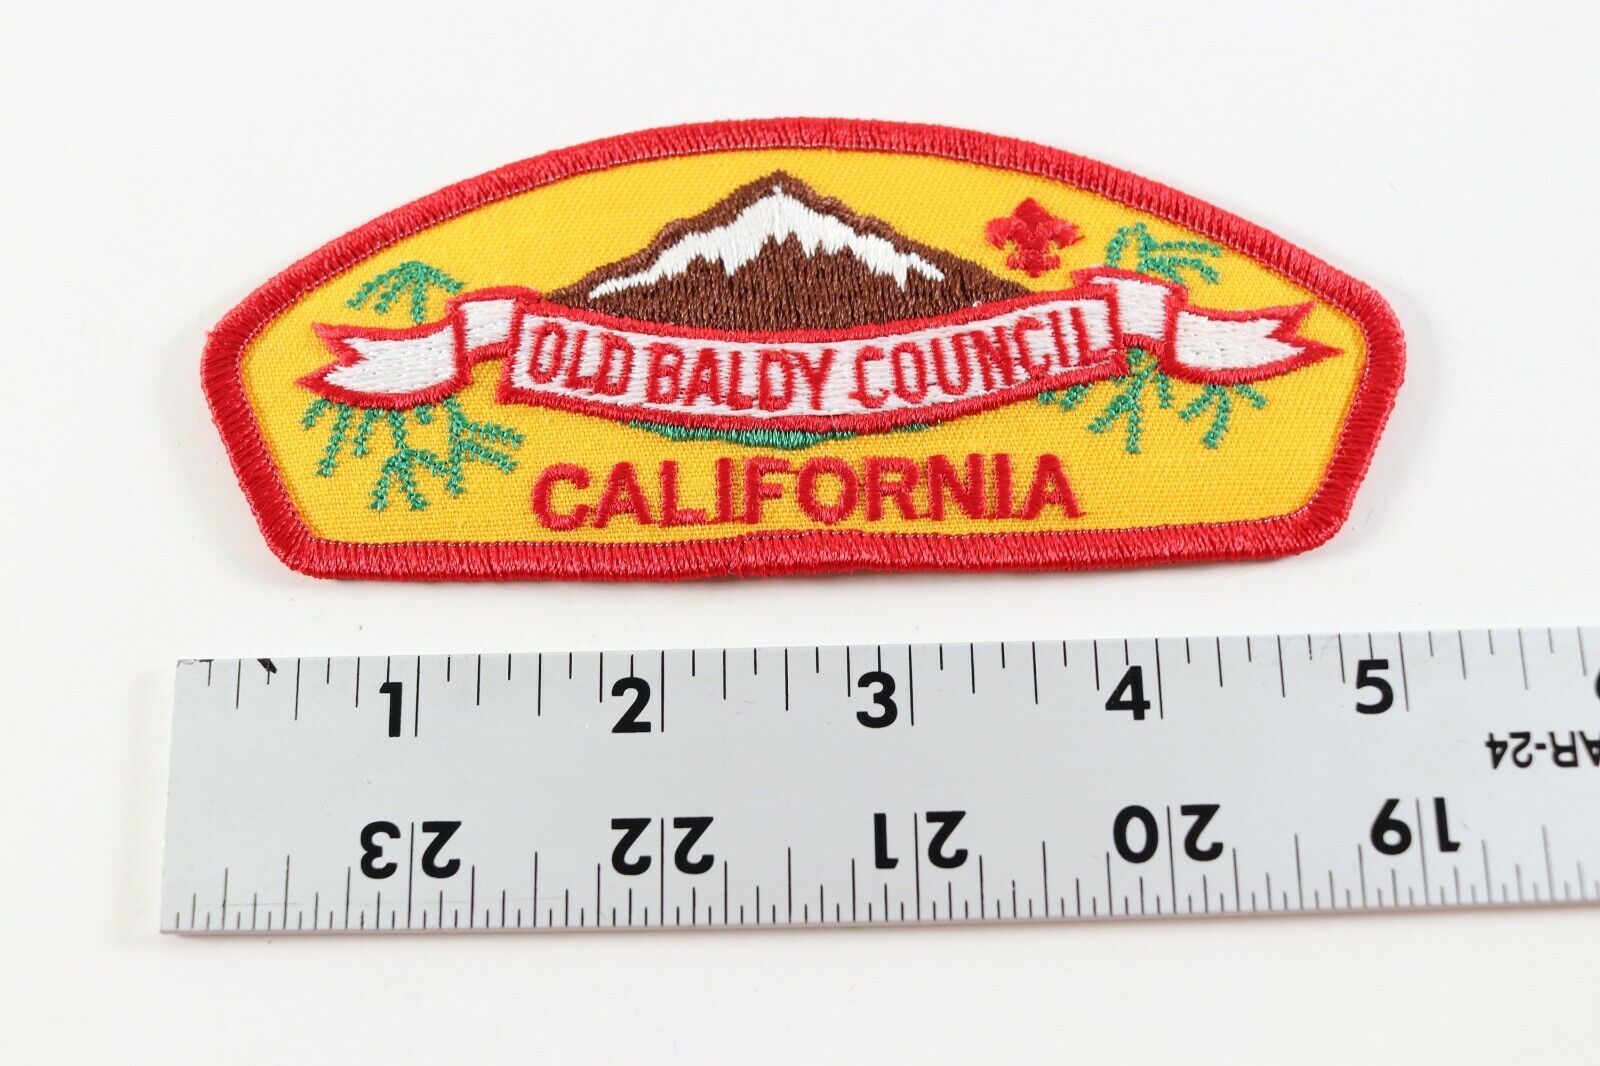 OLD BALDY COUNCIL
CALIFORNIA
1 2 3 4 5
AR-24
23 22 21 20 19